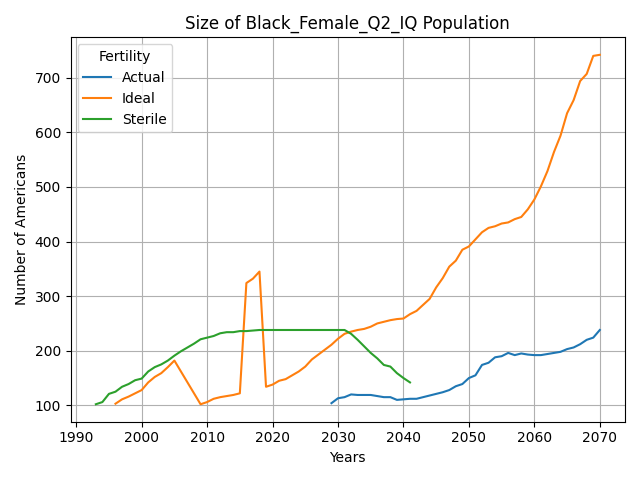 Size of Black_Female_Q2_IQ Population
Fertility
Actual
Ideal
Sterile
Number of Americans
700
600
500
400
300
200
100
1990 2000 2010 2020 2030 2040 2050 2060 2070
Years